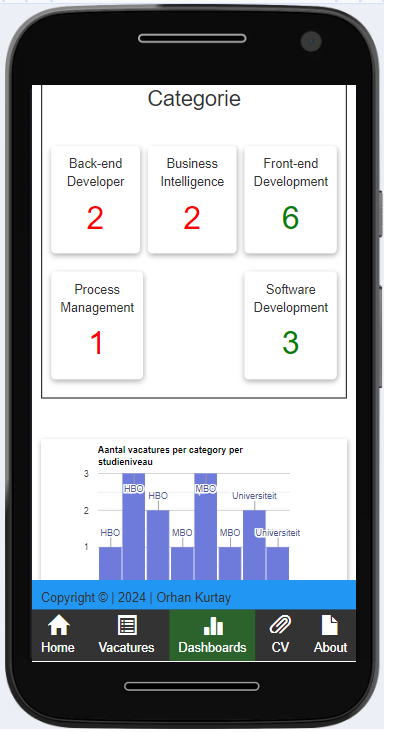 Categorie
Back-end
Developer
2
Business
Intelligence
2
Front-end
Development
6
Process
Management
1
Software
Development
3
Aantal vacatures per category per
studieniveau
3
2
1
HBO
HBO
HBO
MBO
MBO
MBO
Universiteit
Universiteit
Copyright © | 2024 | Orhan Kurtay
Home
Vacatures
Dashboards
CV
About